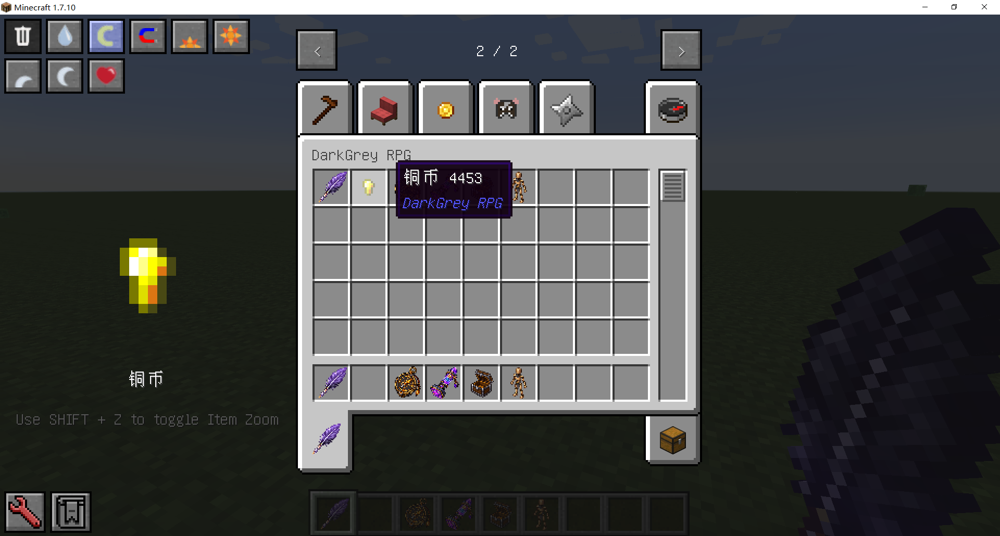 Minecraft 1.7.10
<
2 / 2
>
DarkGrey RPG
铜币 4453
DarkGrey RPG
铜币
Use SHIFT + Z to toggle Item Zoom